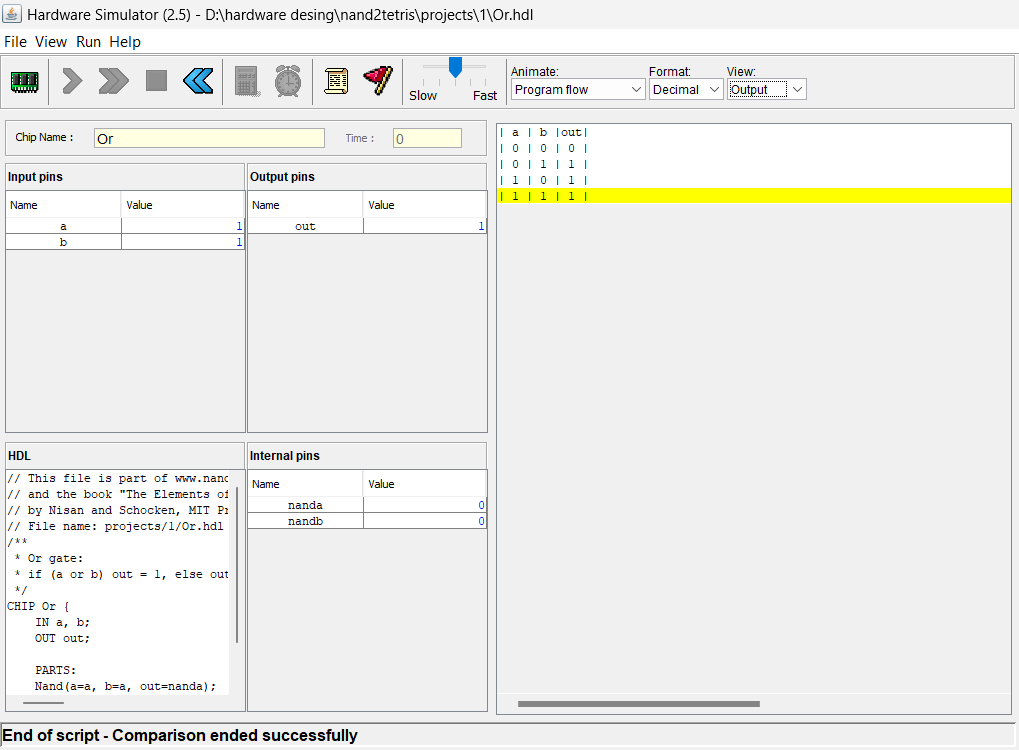 Hardware Simulator (2.5) - D:\hardware desing\nand2tetris\projects\1\Or.hdl
File View Run Help
Slow Fast
Animate: Format: View:
Program flow Decimal Output
Chip Name : Or Time : 0
Input pins
Name Value
a 1
b 1
Output pins
Name Value
out 1
HDL
// This file is part of www.nand
// and the book "The Elements of
// by Nisan and Schocken, MIT Pr
// File name: projects/1/Or.hdl
/**
* Or gate:
* if (a or b) out = 1, else out
*/
CHIP Or {
IN a, b;
OUT out;
PARTS:
Nand(a=a, b=a, out=nanda);
Internal pins
Name Value
nanda 0
nandb 0
| a | b |out|
| 0 | 0 | 0 |
| 0 | 1 | 1 |
| 1 | 0 | 1 |
| 1 | 1 | 1 |
End of script - Comparison ended successfully